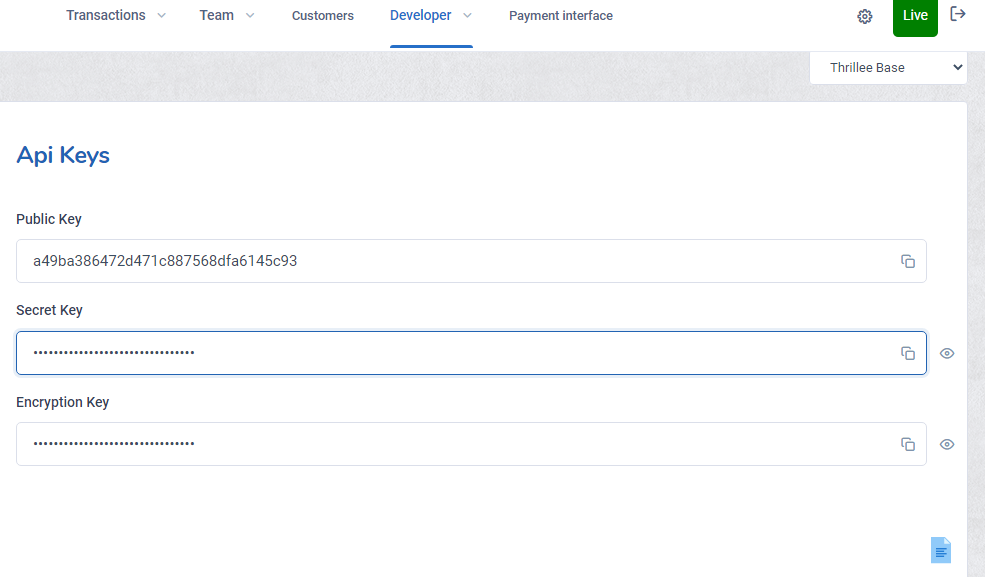 Transactions Team Customers Developer Payment interface Live
Thrillee Base
Api Keys
Public Key
a49ba386472d471c887568dfa6145c93
Secret Key
••••••••••••••••••••••••••••••••
Encryption Key
••••••••••••••••••••••••••••••••